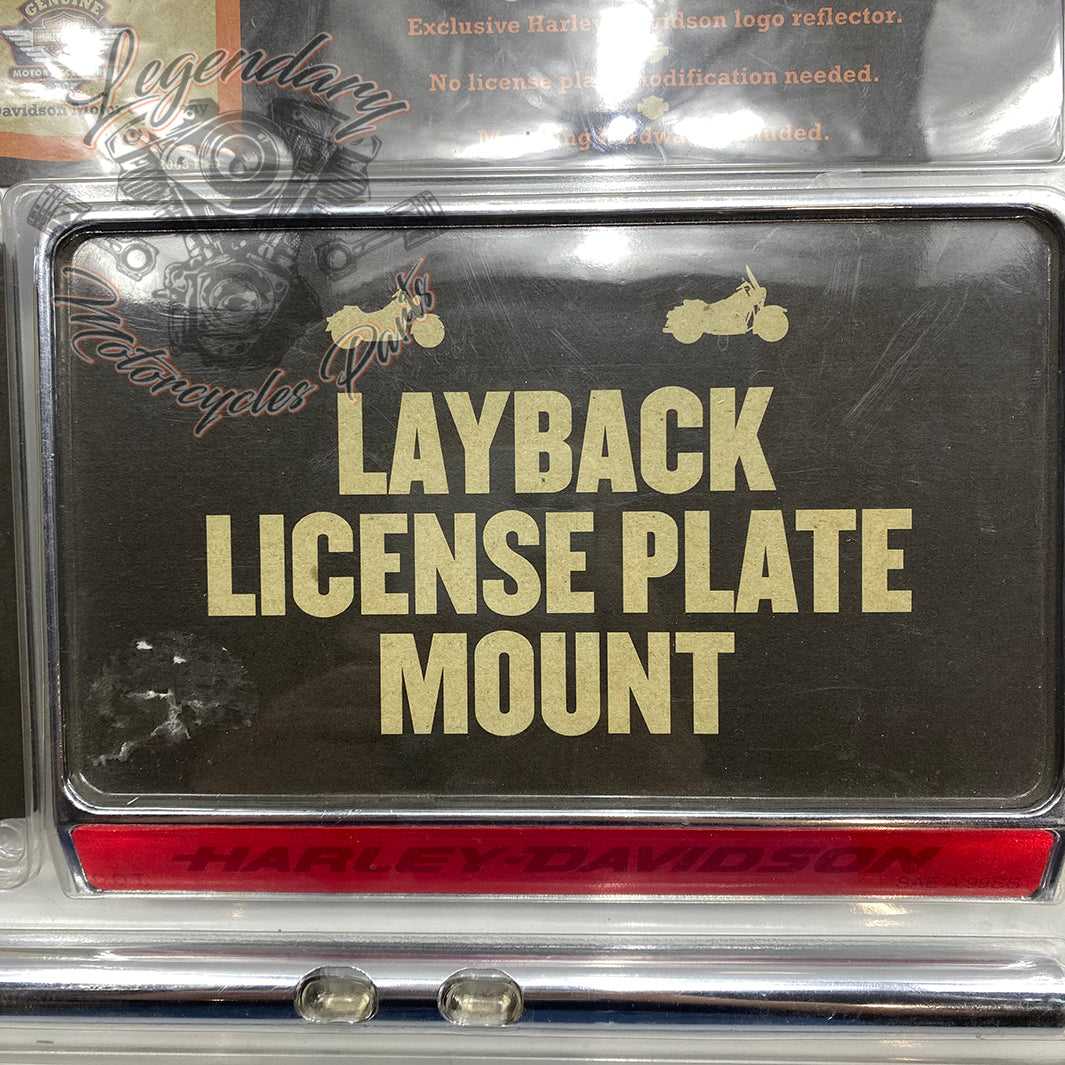 GENUINE
Exclusive Harley-Davidson logo reflector.
No license plate modification needed.
Legendary
Motorcycles Parts
LAYBACK
LICENSE PLATE
MOUNT
HARLEY-DAVIDSON